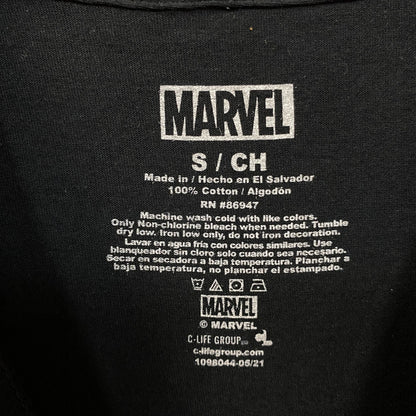 MARVEL
S / CH
Made in / Hecho en El Salvador
100% Cotton / Algodón
RN #86947
Machine wash cold with like colors.
Only Non-chlorine bleach when needed. Tumble
dry low. Iron low only, do not iron decoration.
Lavar en agua fría con colores similares. Use
blanqueador sin cloro solo cuando sea necesario.
Secar en secadora a baja temperatura. Planchar a
baja temperatura, no planchar el estampado.
MARVEL
© MARVEL
C-LIFE GROUP
c-lifegroup.com
1098044-05/21